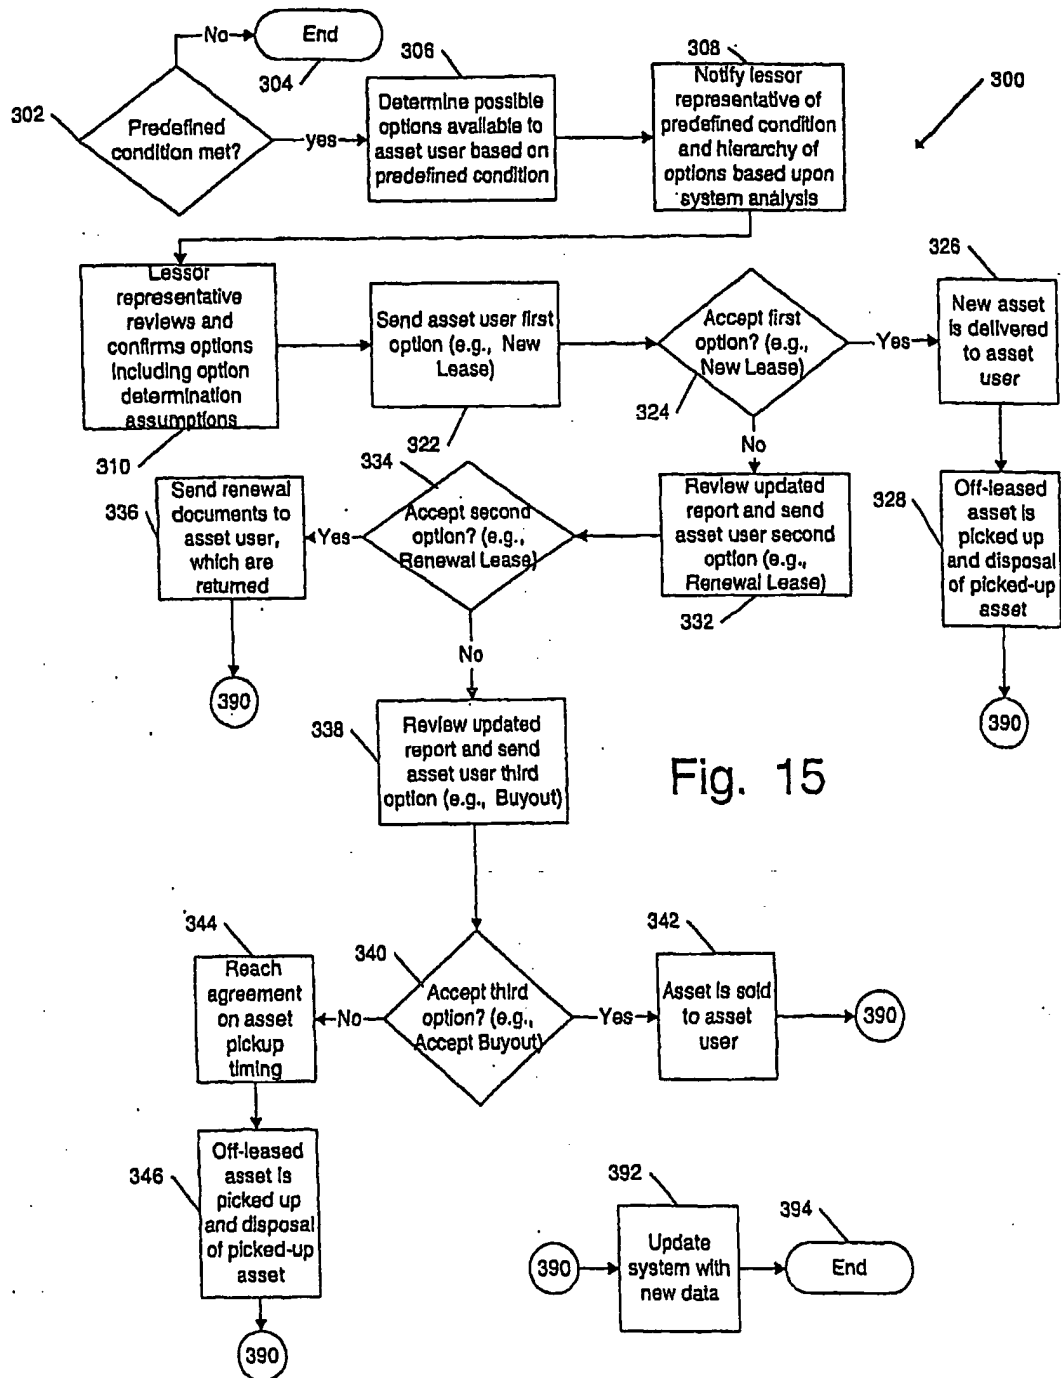 No
End
304
302
Predefined
condition met?
yes
306
Determine possible
options available to
asset user based on
predefined condition
308
Notify lessor
representative of
predefined condition
and hierarchy of
options based upon
system analysis
300
Lessor
representative
reviews and
confirms options
including option
determination
assumptions
310
Send asset user first
option (e.g., New
Lease)
322
Accept first
option? (e.g.,
New Lease)
324
Yes
326
New asset
is delivered
to asset
user
No
328
Off-leased
asset is
picked up
and disposal
of picked-up
asset
390
Review updated
report and send
asset user second
option (e.g.,
Renewal Lease)
332
334
Accept second
option? (e.g.,
Renewal Lease)
Yes
336
Send renewal
documents to
asset user,
which are
returned
390
No
338
Review updated
report and send
asset user third
option (e.g., Buyout)
Fig. 15
340
Accept third
option? (e.g.,
Accept Buyout)
Yes
342
Asset is sold
to asset
user
390
No
344
Reach
agreement
on asset
pickup
timing
346
Off-leased
asset is
picked up
and disposal
of picked-up
asset
390
390
392
Update
system with
new data
394
End